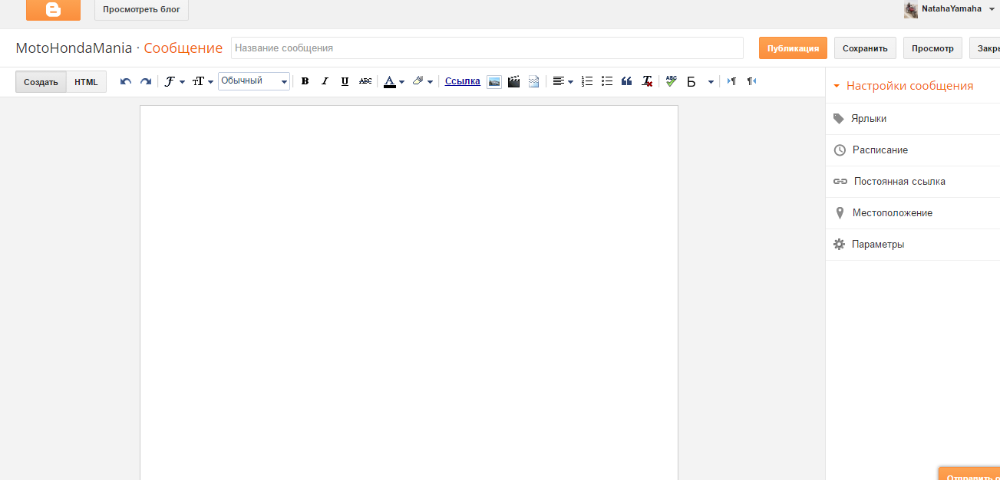 Просмотреть блог
NatahaYamaha
MotoHondaMania · Сообщение
Название сообщения
Публикация
Сохранить
Просмотр
Закры
Создать
HTML
Обычный
B I U ABC A
Ссылка
ABC
Б
Настройки сообщения
Ярлыки
Расписание
Постоянная ссылка
Местоположение
Параметры
Отправить о